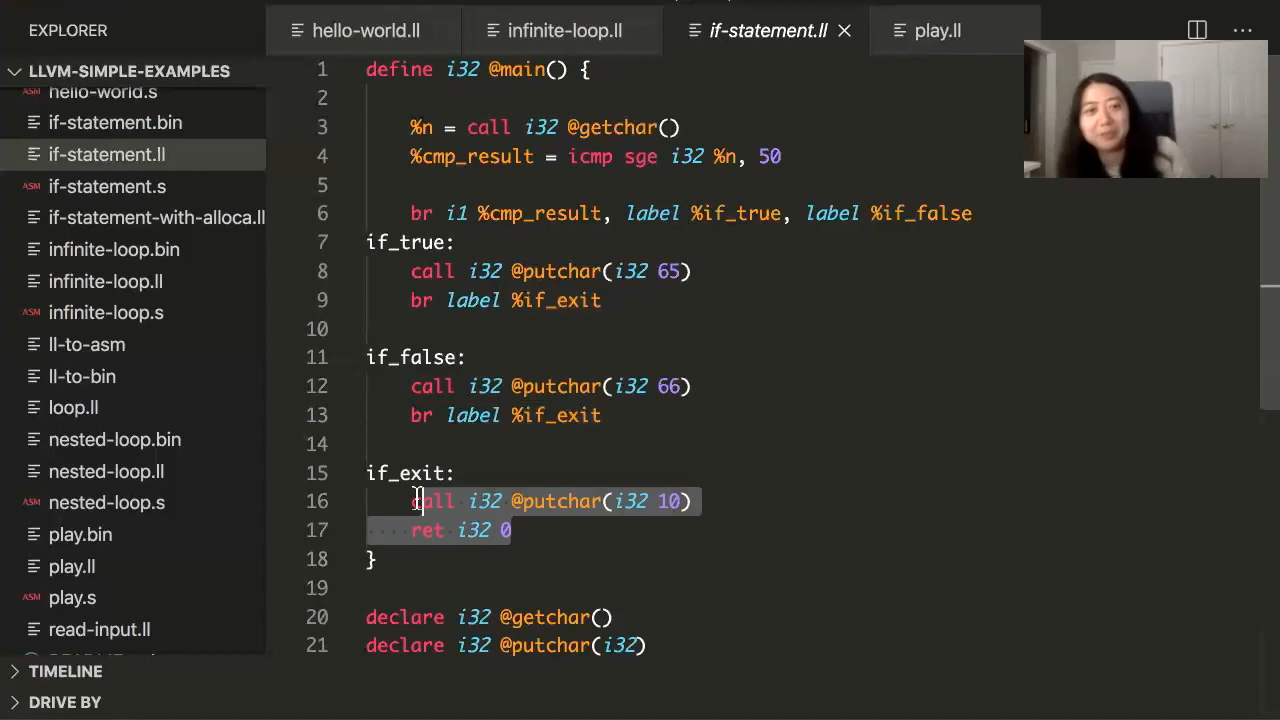 EXPLORER
LLVM-SIMPLE-EXAMPLES
ASM hello-world.s
if-statement.bin
if-statement.ll
ASM if-statement.s
if-statement-with-alloca.ll
infinite-loop.bin
infinite-loop.ll
ASM infinite-loop.s
ll-to-asm
ll-to-bin
loop.ll
nested-loop.bin
nested-loop.ll
ASM nested-loop.s
play.bin
play.ll
ASM play.s
read-input.ll
TIMELINE
DRIVE BY
hello-world.ll infinite-loop.ll if-statement.ll play.ll
1 define i32 @main() {
2
3 %n = call i32 @getchar()
4 %cmp_result = icmp sge i32 %n, 50
5
6 br i1 %cmp_result, label %if_true, label %if_false
7 if_true:
8 call i32 @putchar(i32 65)
9 br label %if_exit
10
11 if_false:
12 call i32 @putchar(i32 66)
13 br label %if_exit
14
15 if_exit:
16 call i32 @putchar(i32 10)
17 ret i32 0
18 }
19
20 declare i32 @getchar()
21 declare i32 @putchar(i32)